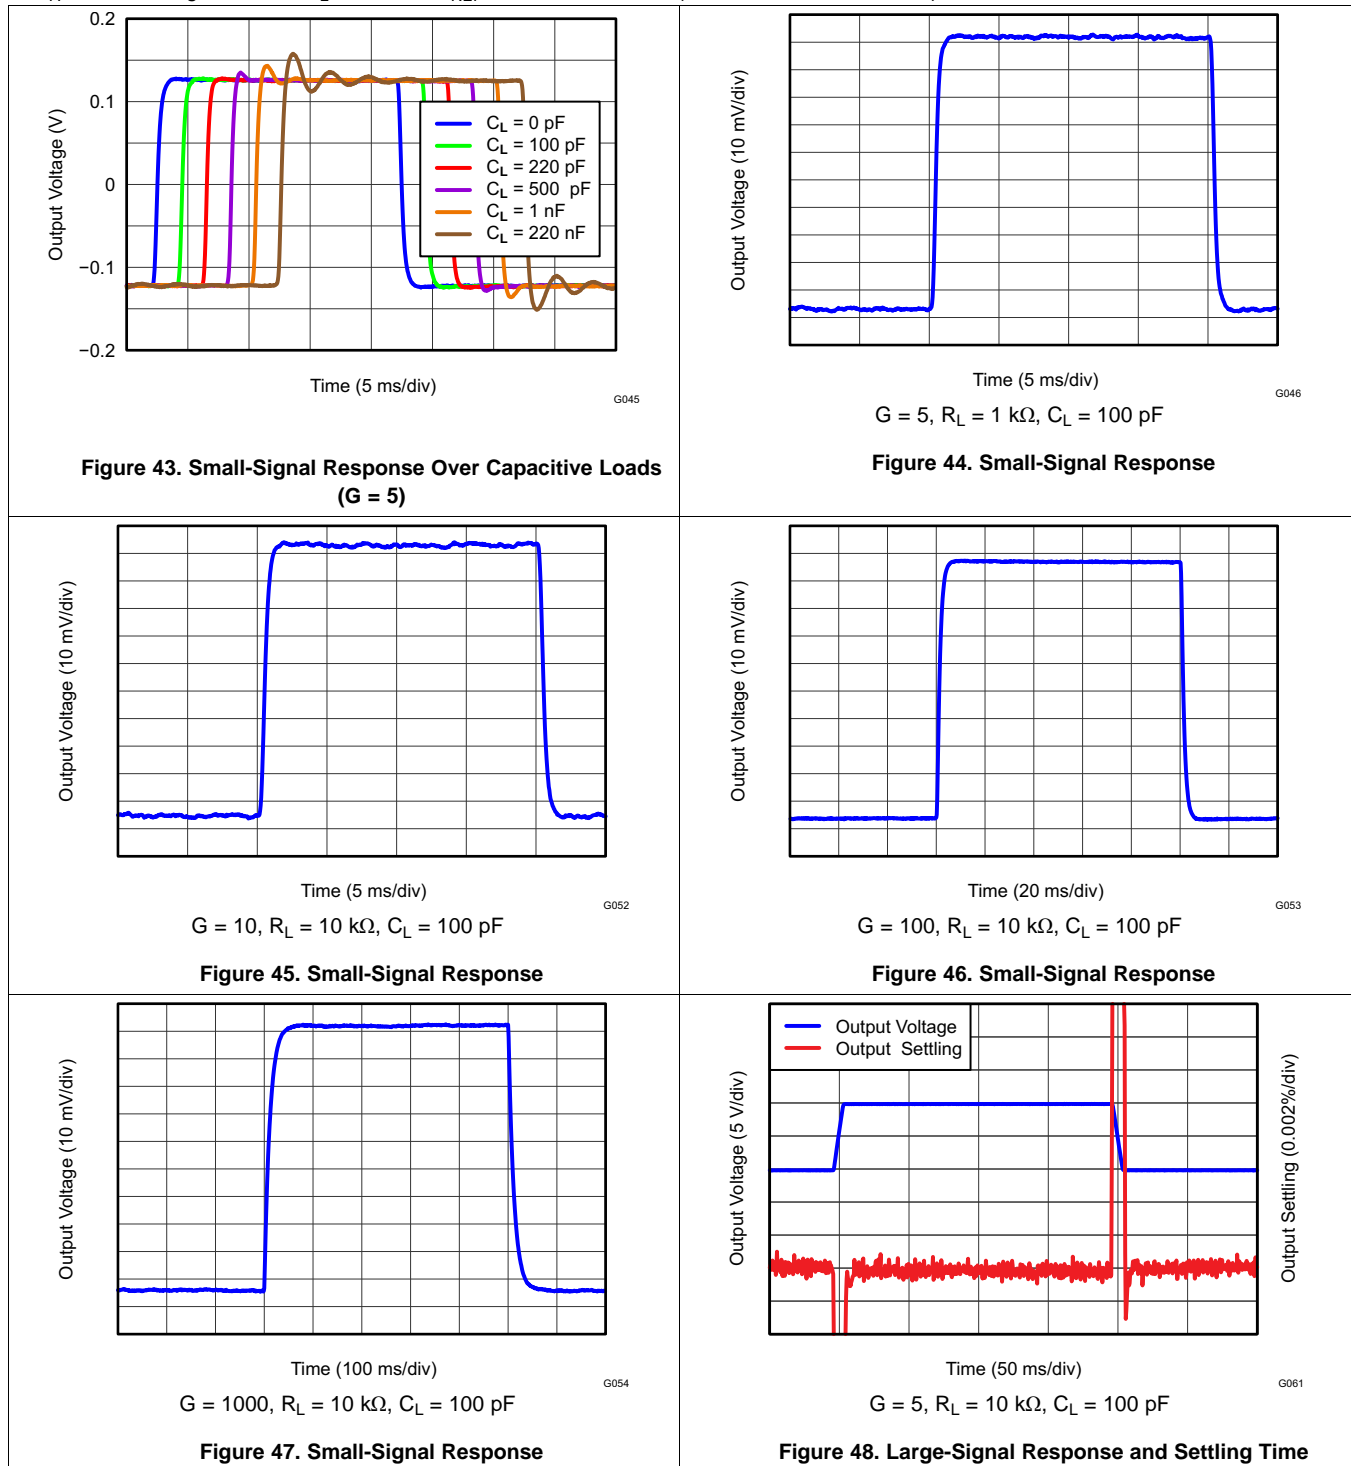 0.2
0.1
0
−0.1
−0.2
Output Voltage (V)
C_L = 0 pF
C_L = 100 pF
C_L = 220 pF
C_L = 500 pF
C_L = 1 nF
C_L = 220 nF
Time (5 ms/div)
G045
Figure 43. Small-Signal Response Over Capacitive Loads
(G = 5)
Output Voltage (10 mV/div)
Time (5 ms/div)
G046
G = 5, R_L = 1 kΩ, C_L = 100 pF
Figure 44. Small-Signal Response
Output Voltage (10 mV/div)
Time (5 ms/div)
G052
G = 10, R_L = 10 kΩ, C_L = 100 pF
Figure 45. Small-Signal Response
Output Voltage (10 mV/div)
Time (20 ms/div)
G053
G = 100, R_L = 10 kΩ, C_L = 100 pF
Figure 46. Small-Signal Response
Output Voltage (10 mV/div)
Time (100 ms/div)
G054
G = 1000, R_L = 10 kΩ, C_L = 100 pF
Figure 47. Small-Signal Response
Output Voltage
Output Settling
Output Voltage (5 V/div)
Output Settling (0.002%/div)
Time (50 ms/div)
G061
G = 5, R_L = 10 kΩ, C_L = 100 pF
Figure 48. Large-Signal Response and Settling Time